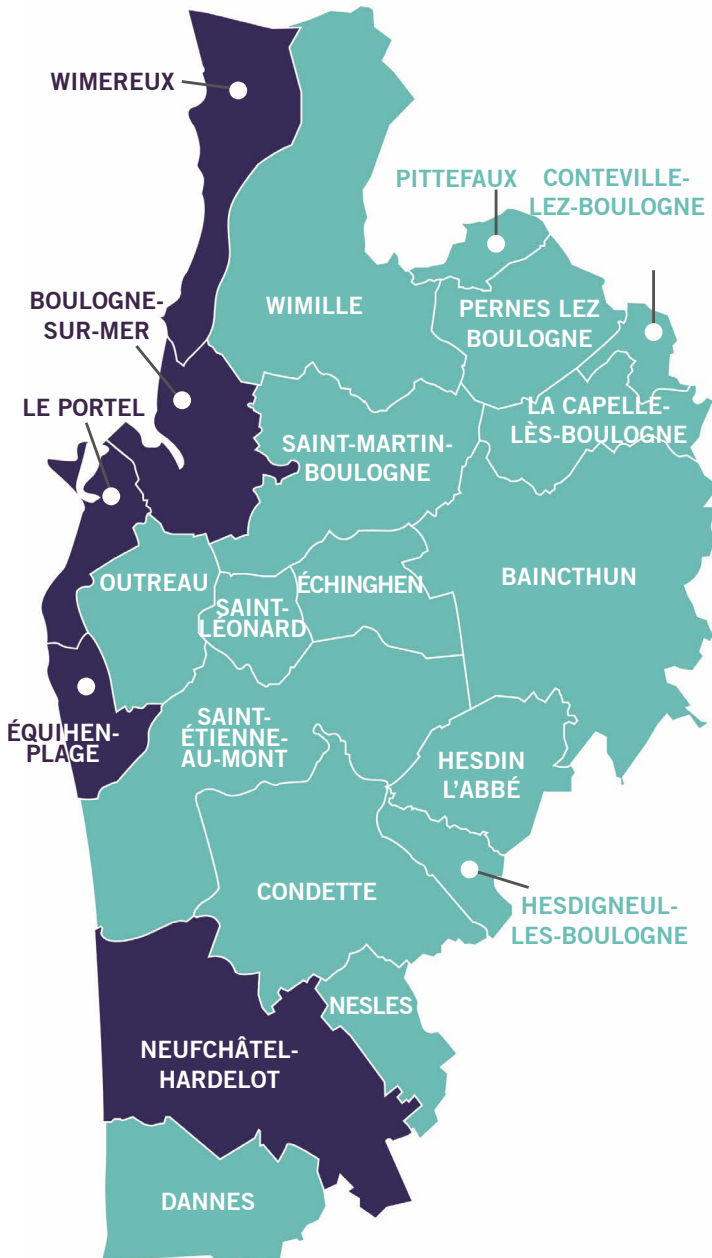 WIMEREUX
PITTEFAUX
CONTEVILLE-
LEZ-BOULOGNE
BOULOGNE-
SUR-MER
WIMILLE
PERNES LEZ
BOULOGNE
LE PORTEL
LA CAPELLE-
LÈS-BOULOGNE
SAINT-MARTIN-
BOULOGNE
OUTREAU
ÉCHINGHEN
BAINCTHUN
SAINT-
LÉONARD
ÉQUIHEN-
PLAGE
SAINT-
ÉTIENNE-
AU-MONT
HESDIN
L'ABBÉ
CONDETTE
HESDIGNEUL-
LES-BOULOGNE
NESLES
NEUFCHÂTEL-
HARDELOT
DANNES